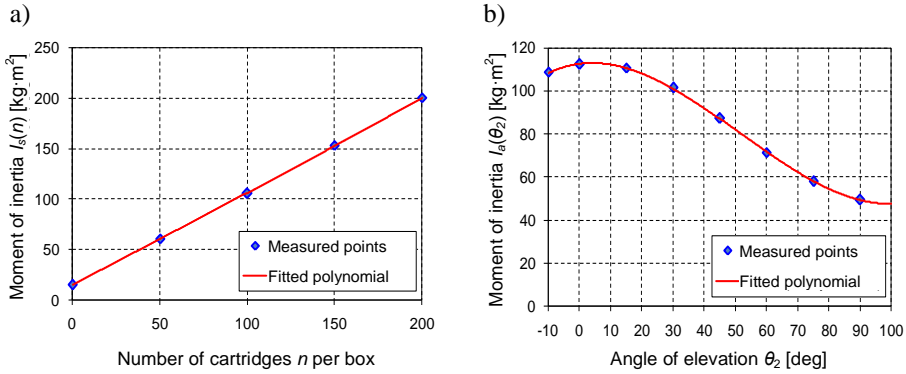 a)
Moment of inertia Iₛ(n) [kg·m²]
250
200
150
100
50
0
0 50 100 150 200
Measured points
Fitted polynomial
Number of cartridges n per box
b)
Moment of inertia Iₐ(θ₂) [kg·m²]
120
100
80
60
40
20
0
-10 0 10 20 30 40 50 60 70 80 90 100
Measured points
Fitted polynomial
Angle of elevation θ₂ [deg]